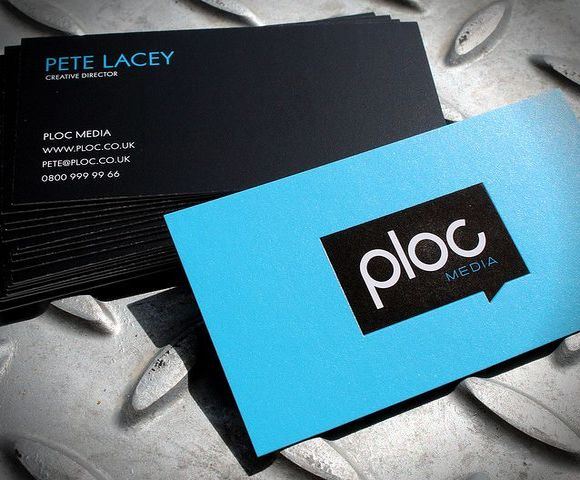 PETE LACEY
CREATIVE DIRECTOR
PLOC MEDIA
WWW.PLOC.CO.UK
PETE@PLOC.CO.UK
0800 999 99 66
ploc
MEDIA